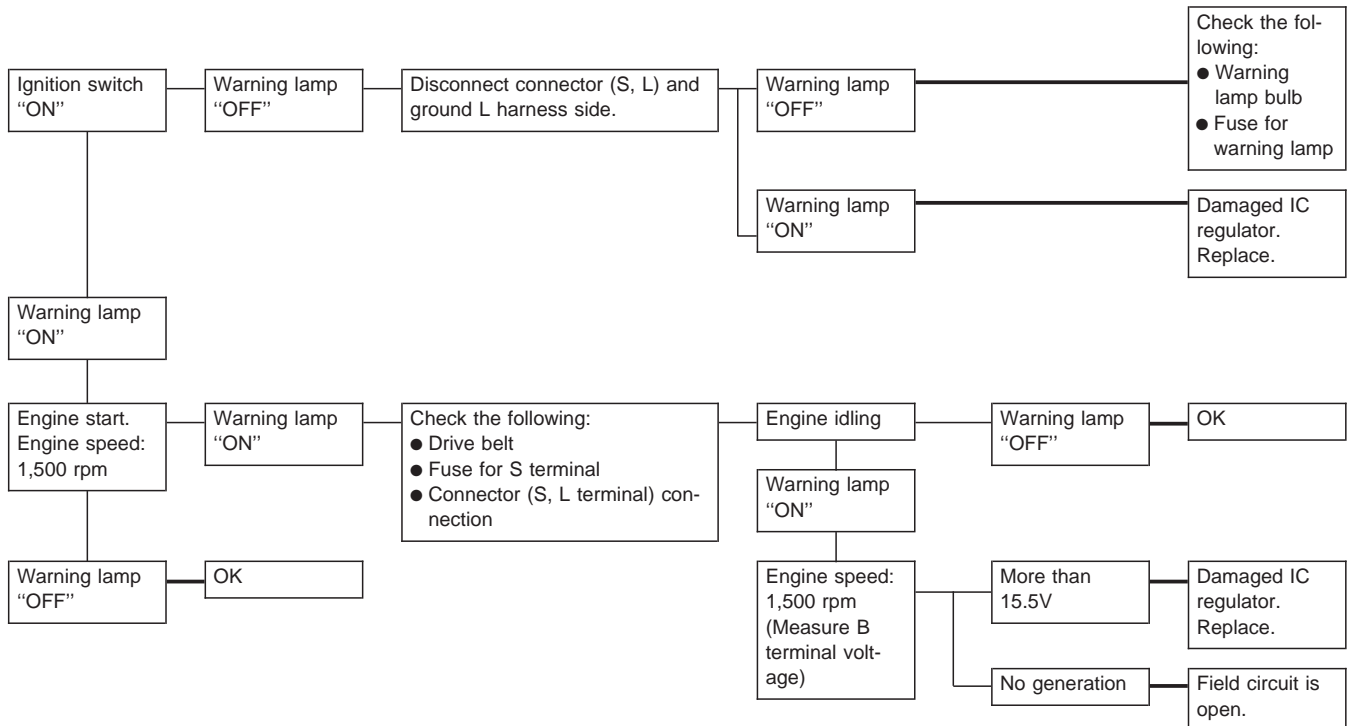 Check the fol-
lowing:
● Warning
lamp bulb
● Fuse for
warning lamp
Ignition switch
‘‘ON’’
Warning lamp
‘‘OFF’’
Disconnect connector (S, L) and
ground L harness side.
Warning lamp
‘‘OFF’’
Warning lamp
‘‘ON’’
Damaged IC
regulator.
Replace.
Warning lamp
‘‘ON’’
Engine start.
Engine speed:
1,500 rpm
Warning lamp
‘‘ON’’
Check the following:
● Drive belt
● Fuse for S terminal
● Connector (S, L terminal) con-
nection
Engine idling
Warning lamp
‘‘OFF’’
OK
Warning lamp
‘‘ON’’
Warning lamp
‘‘OFF’’
OK
Engine speed:
1,500 rpm
(Measure B
terminal volt-
age)
More than
15.5V
Damaged IC
regulator.
Replace.
No generation
Field circuit is
open.